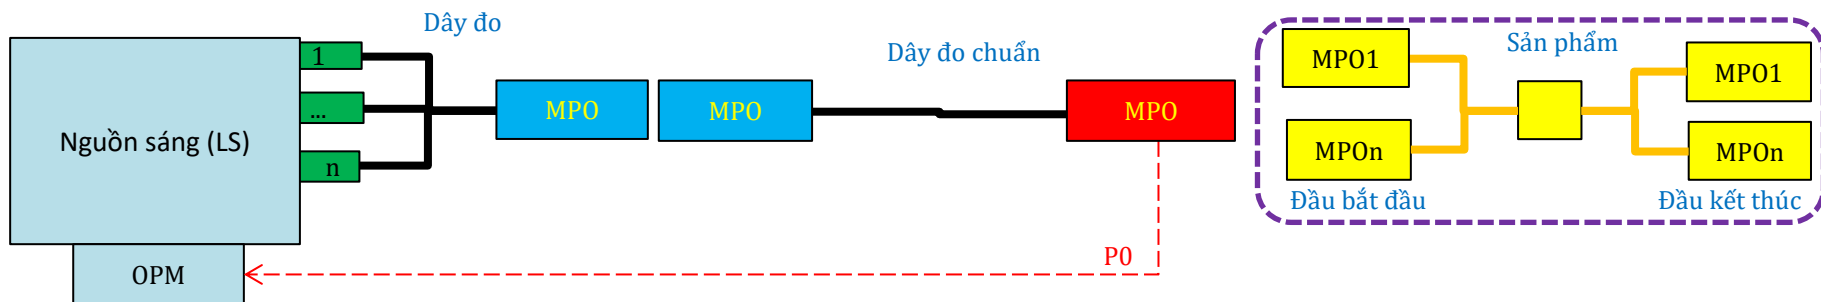 Dây đo
Dây đo chuẩn
Sản phẩm
1
...
n
Nguồn sáng (LS)
MPO
MPO
MPO
MPO1
MPOn
MPO1
MPOn
Đầu bắt đầu
Đầu kết thúc
P0
OPM